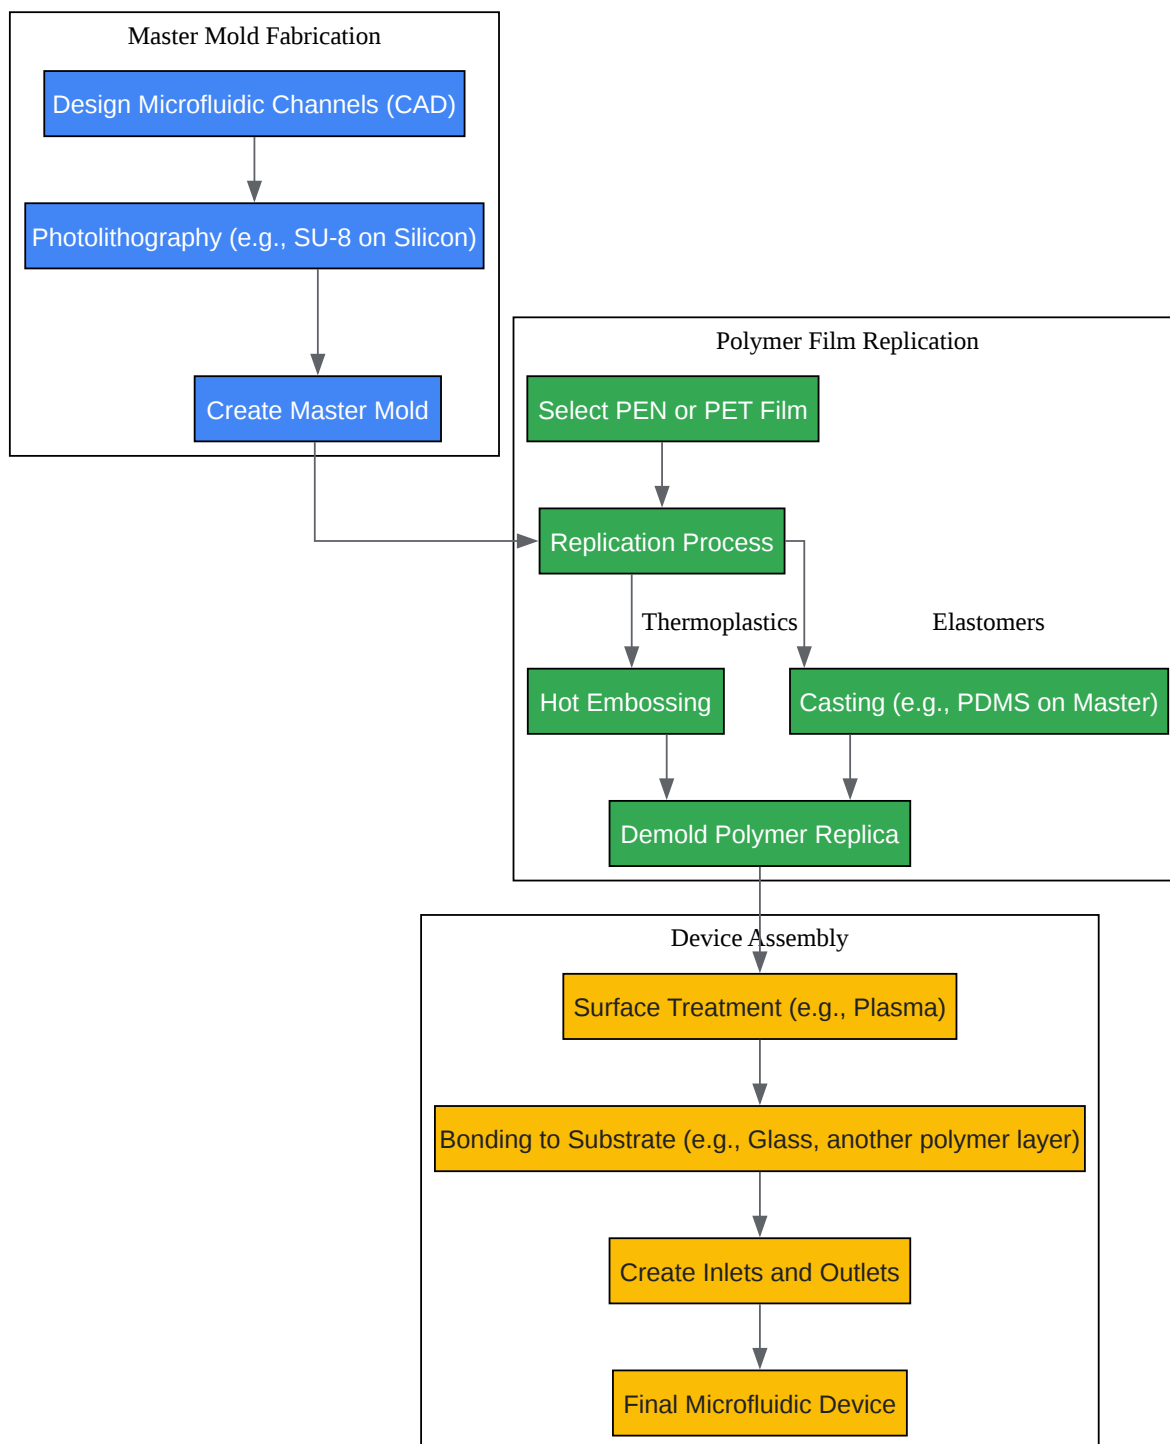 Master Mold Fabrication
Design Microfluidic Channels (CAD)
Photolithography (e.g., SU-8 on Silicon)
Create Master Mold
Polymer Film Replication
Select PEN or PET Film
Replication Process
Thermoplastics
Elastomers
Hot Embossing
Casting (e.g., PDMS on Master)
Demold Polymer Replica
Device Assembly
Surface Treatment (e.g., Plasma)
Bonding to Substrate (e.g., Glass, another polymer layer)
Create Inlets and Outlets
Final Microfluidic Device